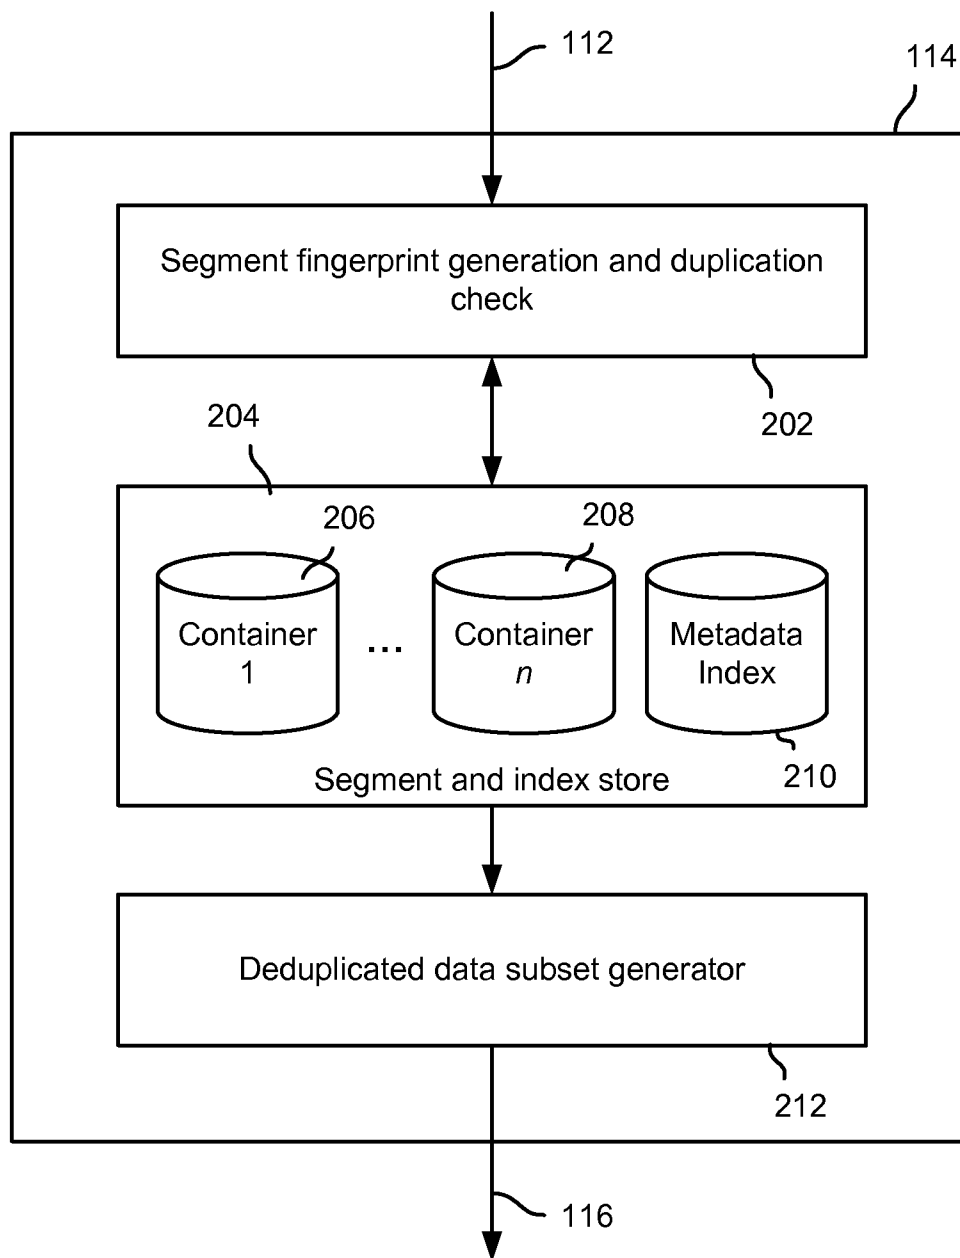 112
114
Segment fingerprint generation and duplication
check
202
204
206
208
Container
1
...
Container
n
Metadata
Index
210
Segment and index store
Deduplicated data subset generator
212
116